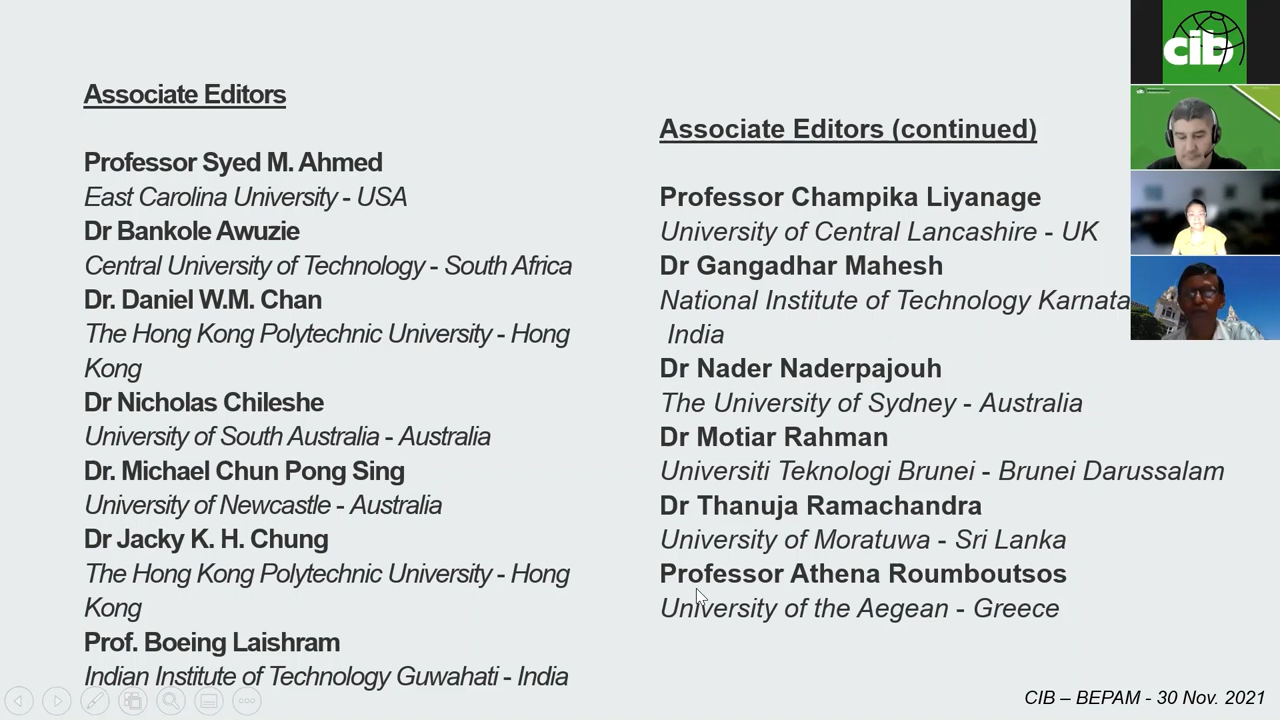 Associate Editors
Professor Syed M. Ahmed
East Carolina University - USA
Dr Bankole Awuzie
Central University of Technology - South Africa
Dr. Daniel W.M. Chan
The Hong Kong Polytechnic University - Hong
Kong
Dr Nicholas Chileshe
University of South Australia - Australia
Dr. Michael Chun Pong Sing
University of Newcastle - Australia
Dr Jacky K. H. Chung
The Hong Kong Polytechnic University - Hong
Kong
Prof. Boeing Laishram
Indian Institute of Technology Guwahati - India
Associate Editors (continued)
Professor Champika Liyanage
University of Central Lancashire - UK
Dr Gangadhar Mahesh
National Institute of Technology Karnata
India
Dr Nader Naderpajouh
The University of Sydney - Australia
Dr Motiar Rahman
Universiti Teknologi Brunei - Brunei Darussalam
Dr Thanuja Ramachandra
University of Moratuwa - Sri Lanka
Professor Athena Roumboutsos
University of the Aegean - Greece
CIB – BEPAM - 30 Nov. 2021
cib
cib